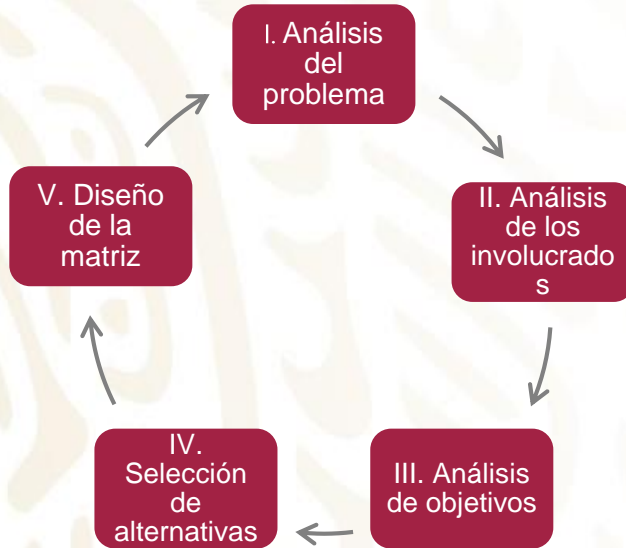 I. Análisis
del
problema
II. Análisis
de los
involucrado
s
III. Análisis
de objetivos
IV.
Selección
de
alternativas
V. Diseño
de la
matriz